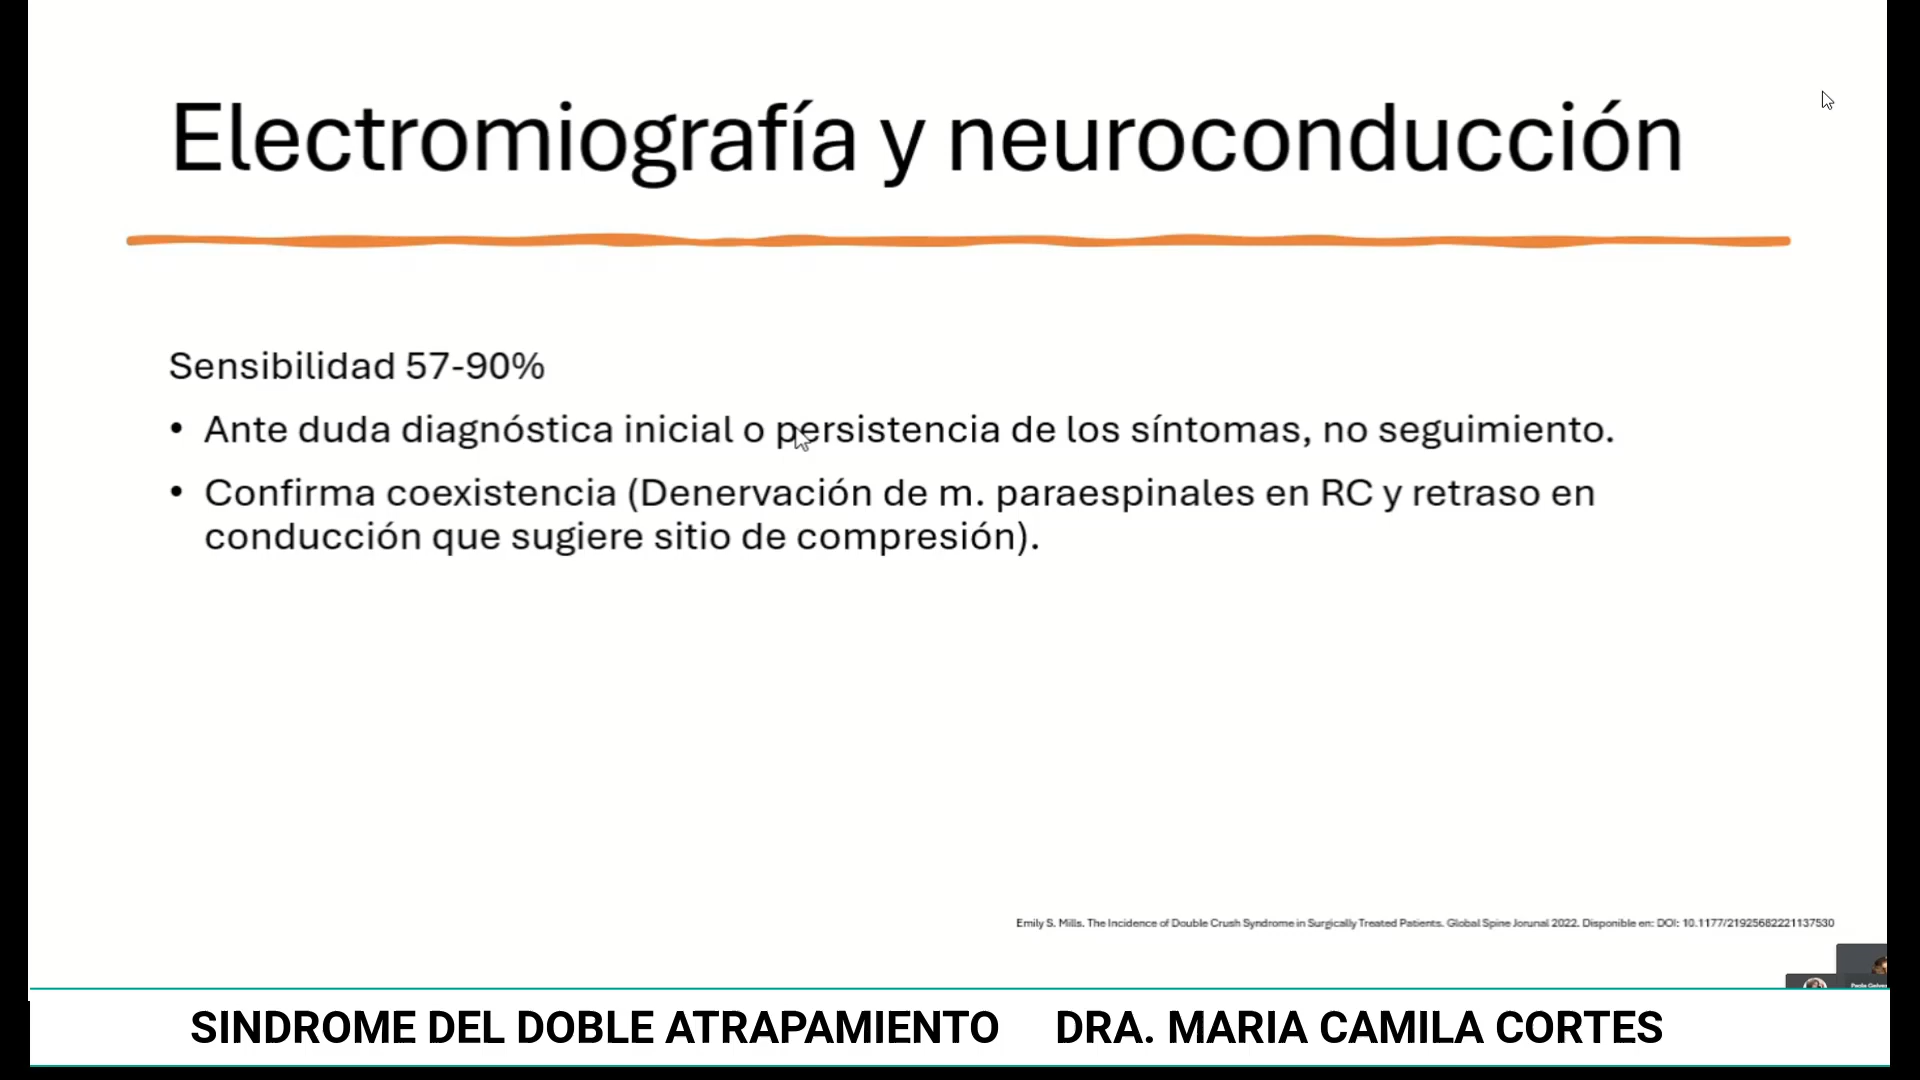 Electromiografía y neuroconducción
Sensibilidad 57-90%
• Ante duda diagnóstica inicial o persistencia de los síntomas, no seguimiento.
• Confirma coexistencia (Denervación de m. paraespinales en RC y retraso en
conducción que sugiere sitio de compresión).
Emily S. Mills. The Incidence of Double Crush Syndrome in Surgically Treated Patients. Global Spine Jorunal 2022. Disponible en: DOI: 10.1177/21925682221137530
SINDROME DEL DOBLE ATRAPAMIENTO DRA. MARIA CAMILA CORTES